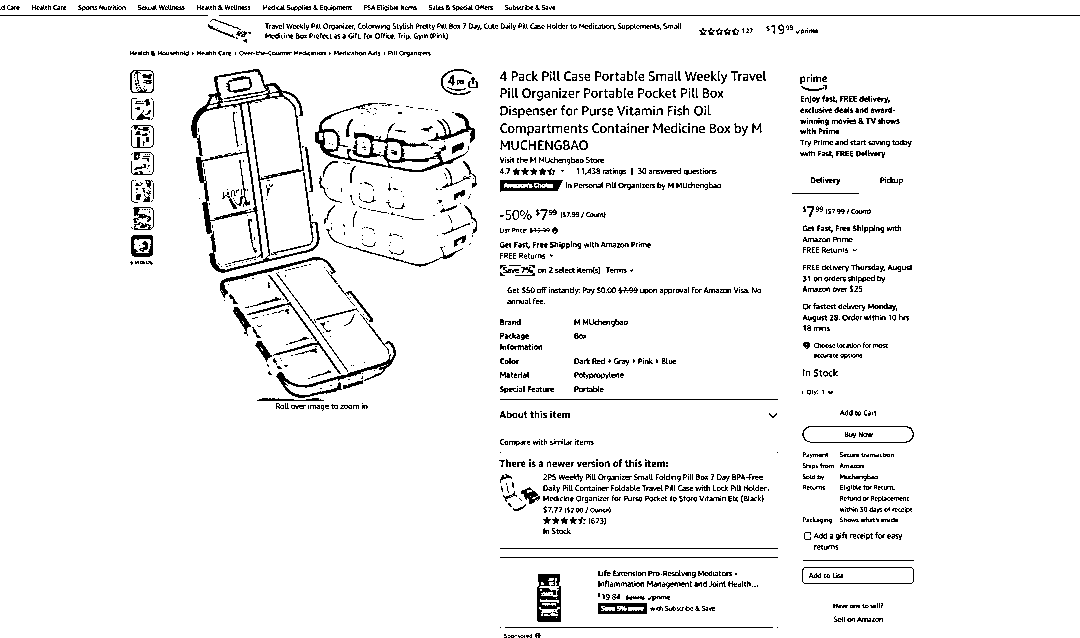 d Care Health Care Sports Nutrition Sexual Wellness Health & Wellness Medical Supplies & Equipment FSA Eligible Items Sales & Special Offers Subscribe & Save
Travel Weekly Pill Organizer, Colorwing Stylish Pretty Pill Box 7 Day, Cute Daily Pill Case Holder to Medication, Supplements, Small
Medicine Box Prefect as a Gift for Office, Trip, Gym (Pink)
127 $19 prime
Health & Household › Health Care › Over-the-Counter Medication › Medication Aids › Pill Organizers
4
4 Pack Pill Case Portable Small Weekly Travel
Pill Organizer Portable Pocket Pill Box
Dispenser for Purse Vitamin Fish Oil
Compartments Container Medicine Box by M
MUCHENGBAO
Visit the M MUchengbao Store
4.7 11,438 ratings | 30 answered questions
Amazon's Choice in Personal Pill Organizers by M MUchengbao
-50% $7.99 ($7.99 / Count)
List Price:
Get Fast, Free Shipping with Amazon Prime
FREE Returns
Save 7% on 2 select item(s) Terms
Get $50 off instantly: Pay $0.00 $7.99 upon approval for Amazon Visa. No
annual fee.
Brand M MUchengbao
Package Information Box
Color Dark Red + Gray + Pink + Blue
Material Polypropylene
Special Feature Portable
Roll over image to zoom in
About this item
Compare with similar items
There is a newer version of this item:
2PS Weekly Pill Organizer Small Folding Pill Box 7 Day BPA-Free
Daily Pill Container Foldable Travel Pill Case with Lock Pill Holder,
Medicine Organizer for Purse Pocket to Store Vitamin Etc (Black)
$7.77
(673)
In Stock
Life Extension Pro-Resolving Mediators -
Inflammation Management and Joint Health...
$19.84 prime
Save 5% more with Subscribe & Save
Sponsored
prime
Enjoy fast, FREE delivery,
exclusive deals and award-
winning movies & TV shows
with Prime
Try Prime and start saving today
with Fast, FREE Delivery
Delivery Pickup
$7.99 ($7.99 / Count)
Get Fast, Free Shipping with
Amazon Prime
FREE Returns
FREE delivery Thursday, August
31 on orders shipped by
Amazon over $25
Or fastest delivery Monday,
August 28. Order within 10 hrs
18 mins
Choose location for most
accurate options
In Stock
Qty: 1
Add to Cart
Buy Now
Payment Secure transaction
Ships from Amazon
Sold by Muchengbao
Returns Eligible for Return,
Refund or Replacement
within 30 days of receipt
Packaging Shows what's inside
Add a gift receipt for easy
returns
Add to List
Have one to sell?
Sell on Amazon